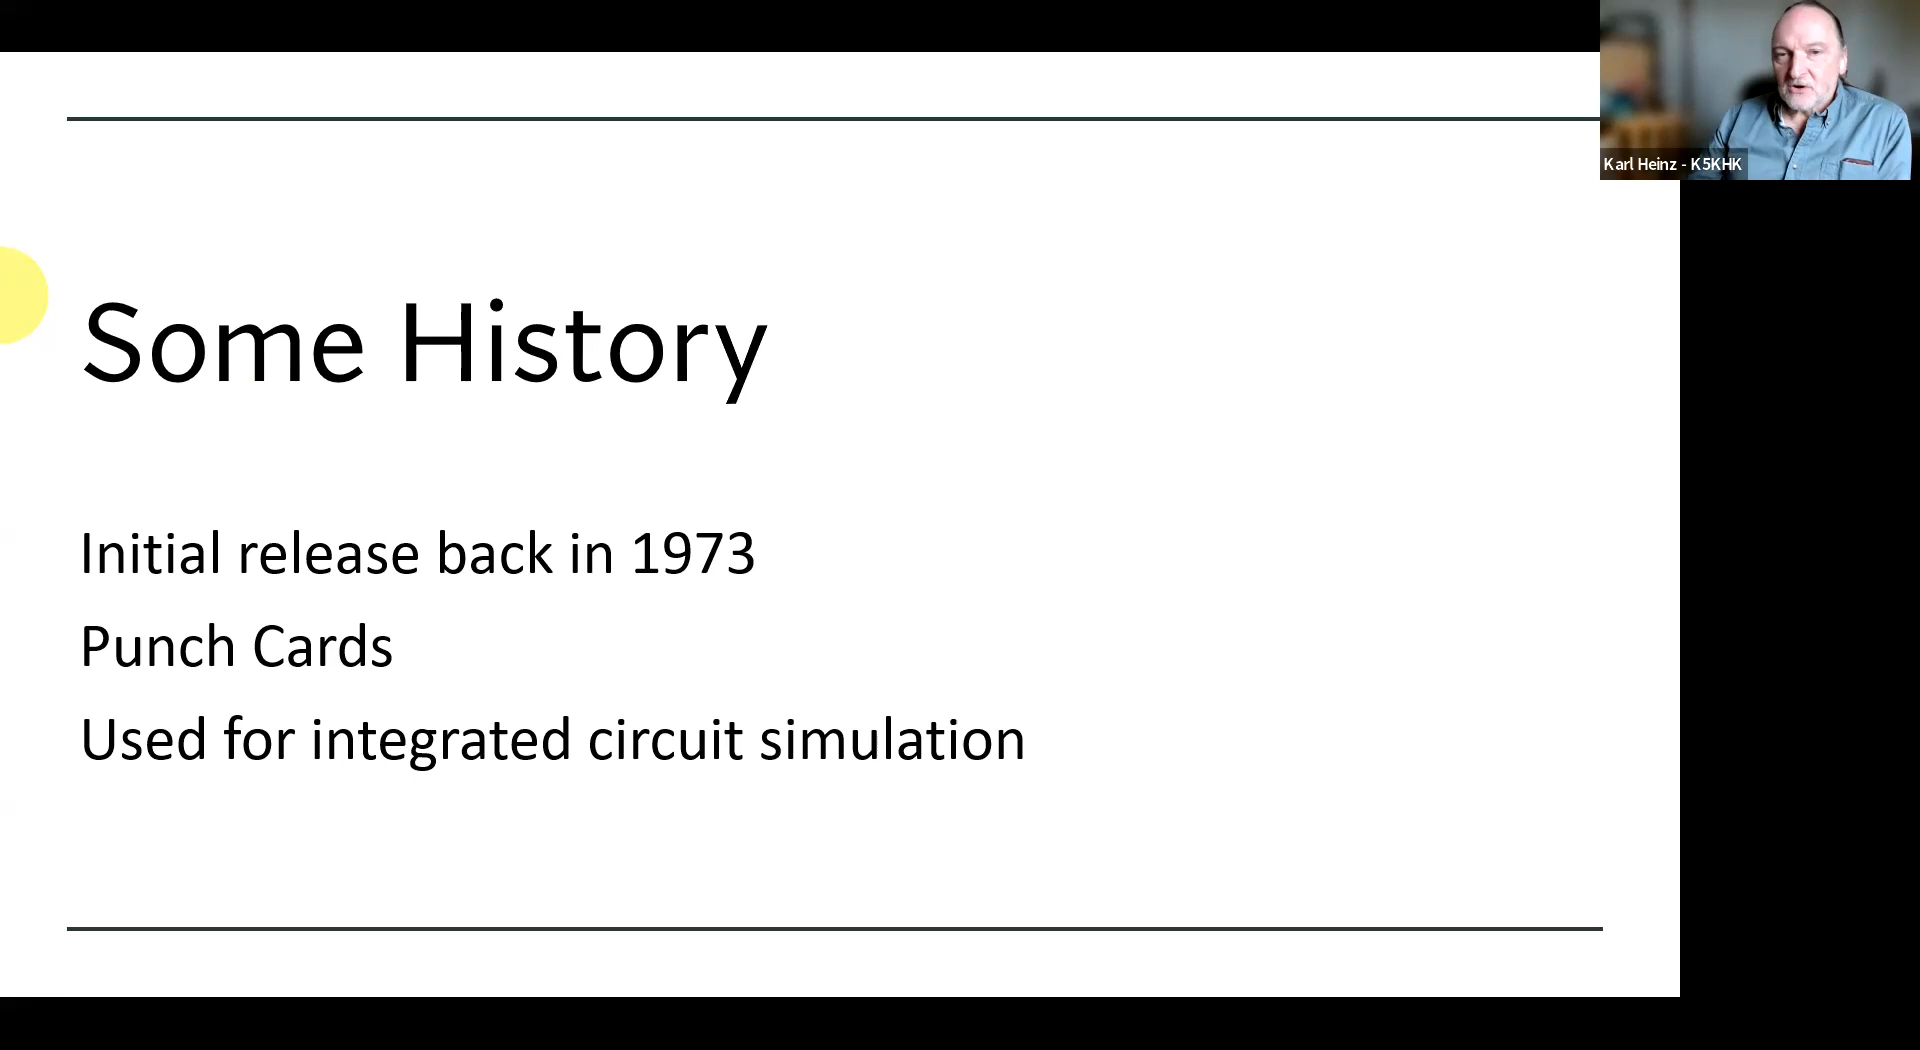 Karl Heinz - K5KHK
Some History
Initial release back in 1973
Punch Cards
Used for integrated circuit simulation